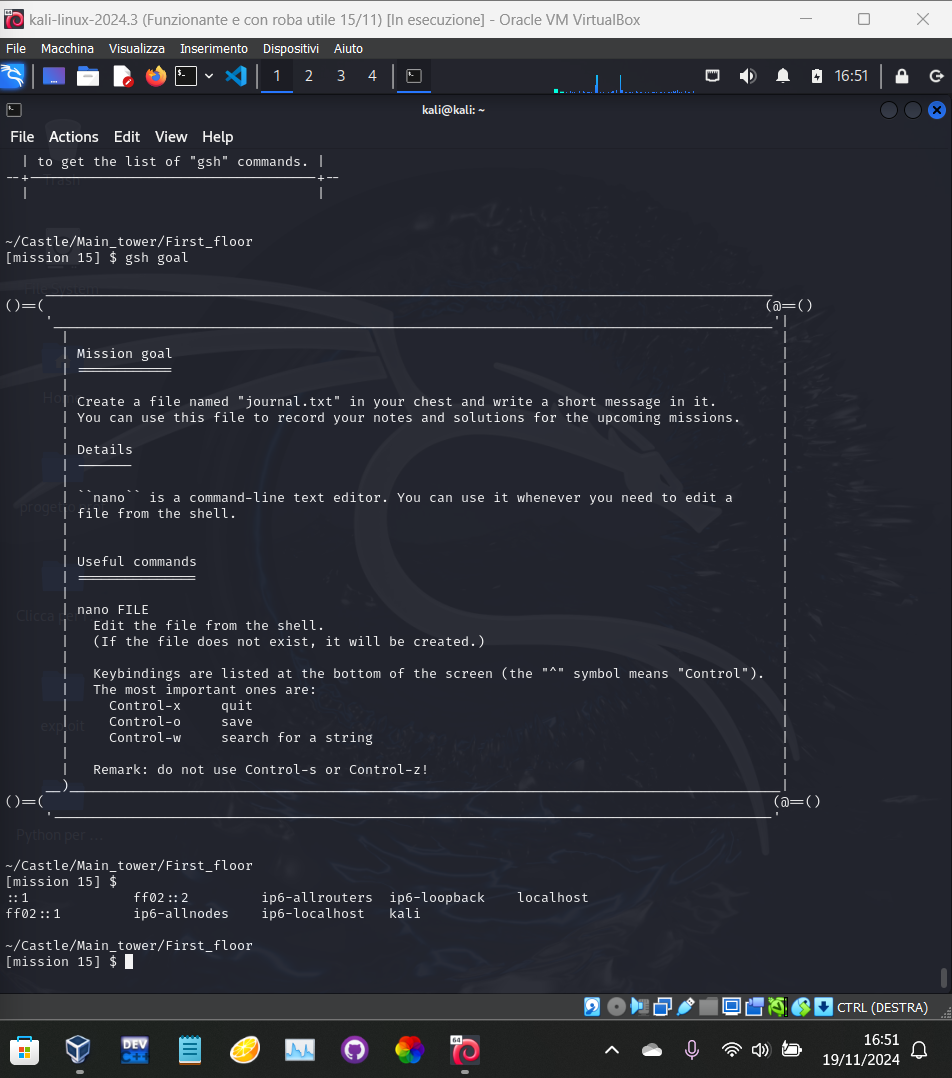 kali-linux-2024.3 (Funzionante e con roba utile 15/11) [In esecuzione] - Oracle VM VirtualBox
File Macchina Visualizza Inserimento Dispositivi Aiuto
1 2 3 4 16:51
kali@kali: ~
File Actions Edit View Help
| to get the list of "gsh" commands. |
~/Castle/Main_tower/First_floor
[mission 15] $ gsh goal
Mission goal
============
Create a file named "journal.txt" in your chest and write a short message in it.
You can use this file to record your notes and solutions for the upcoming missions.
Details
-------
``nano`` is a command-line text editor. You can use it whenever you need to edit a
file from the shell.
Useful commands
===============
nano FILE
Edit the file from the shell.
(If the file does not exist, it will be created.)
Keybindings are listed at the bottom of the screen (the "^" symbol means "Control").
The most important ones are:
Control-x quit
Control-o save
Control-w search for a string
Remark: do not use Control-s or Control-z!
Python per ...
~/Castle/Main_tower/First_floor
[mission 15] $
::1 ff02::2 ip6-allrouters ip6-loopback localhost
ff02::1 ip6-allnodes ip6-localhost kali
~/Castle/Main_tower/First_floor
[mission 15] $
CTRL (DESTRA)
DEV
64
16:51
19/11/2024